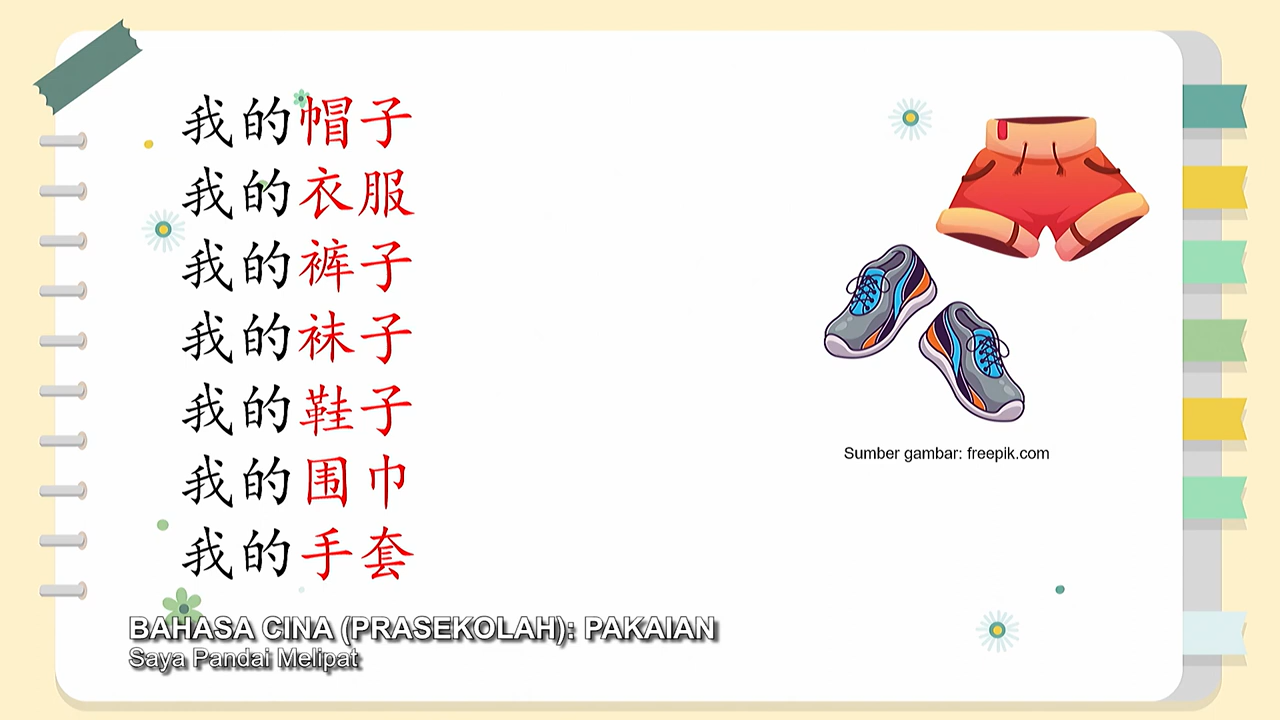 我的帽子
我的衣服
我的裤子
我的袜子
我的鞋子
我的围巾
我的手套
Sumber gambar: freepik.com
BAHASA CINA (PRASEKOLAH): PAKAIAN
Saya Pandai Melipat